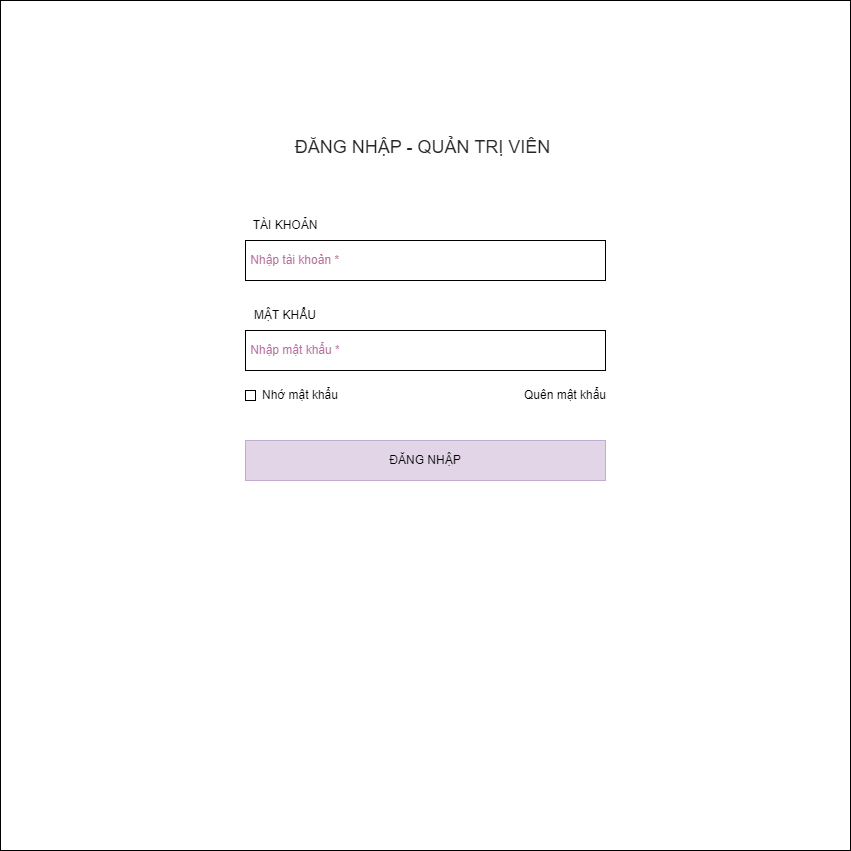 ĐĂNG NHẬP - QUẢN TRỊ VIÊN
TÀI KHOẢN
Nhập tài khoản *
MẬT KHẨU
Nhập mật khẩu *
Nhớ mật khẩu Quên mật khẩu
ĐĂNG NHẬP